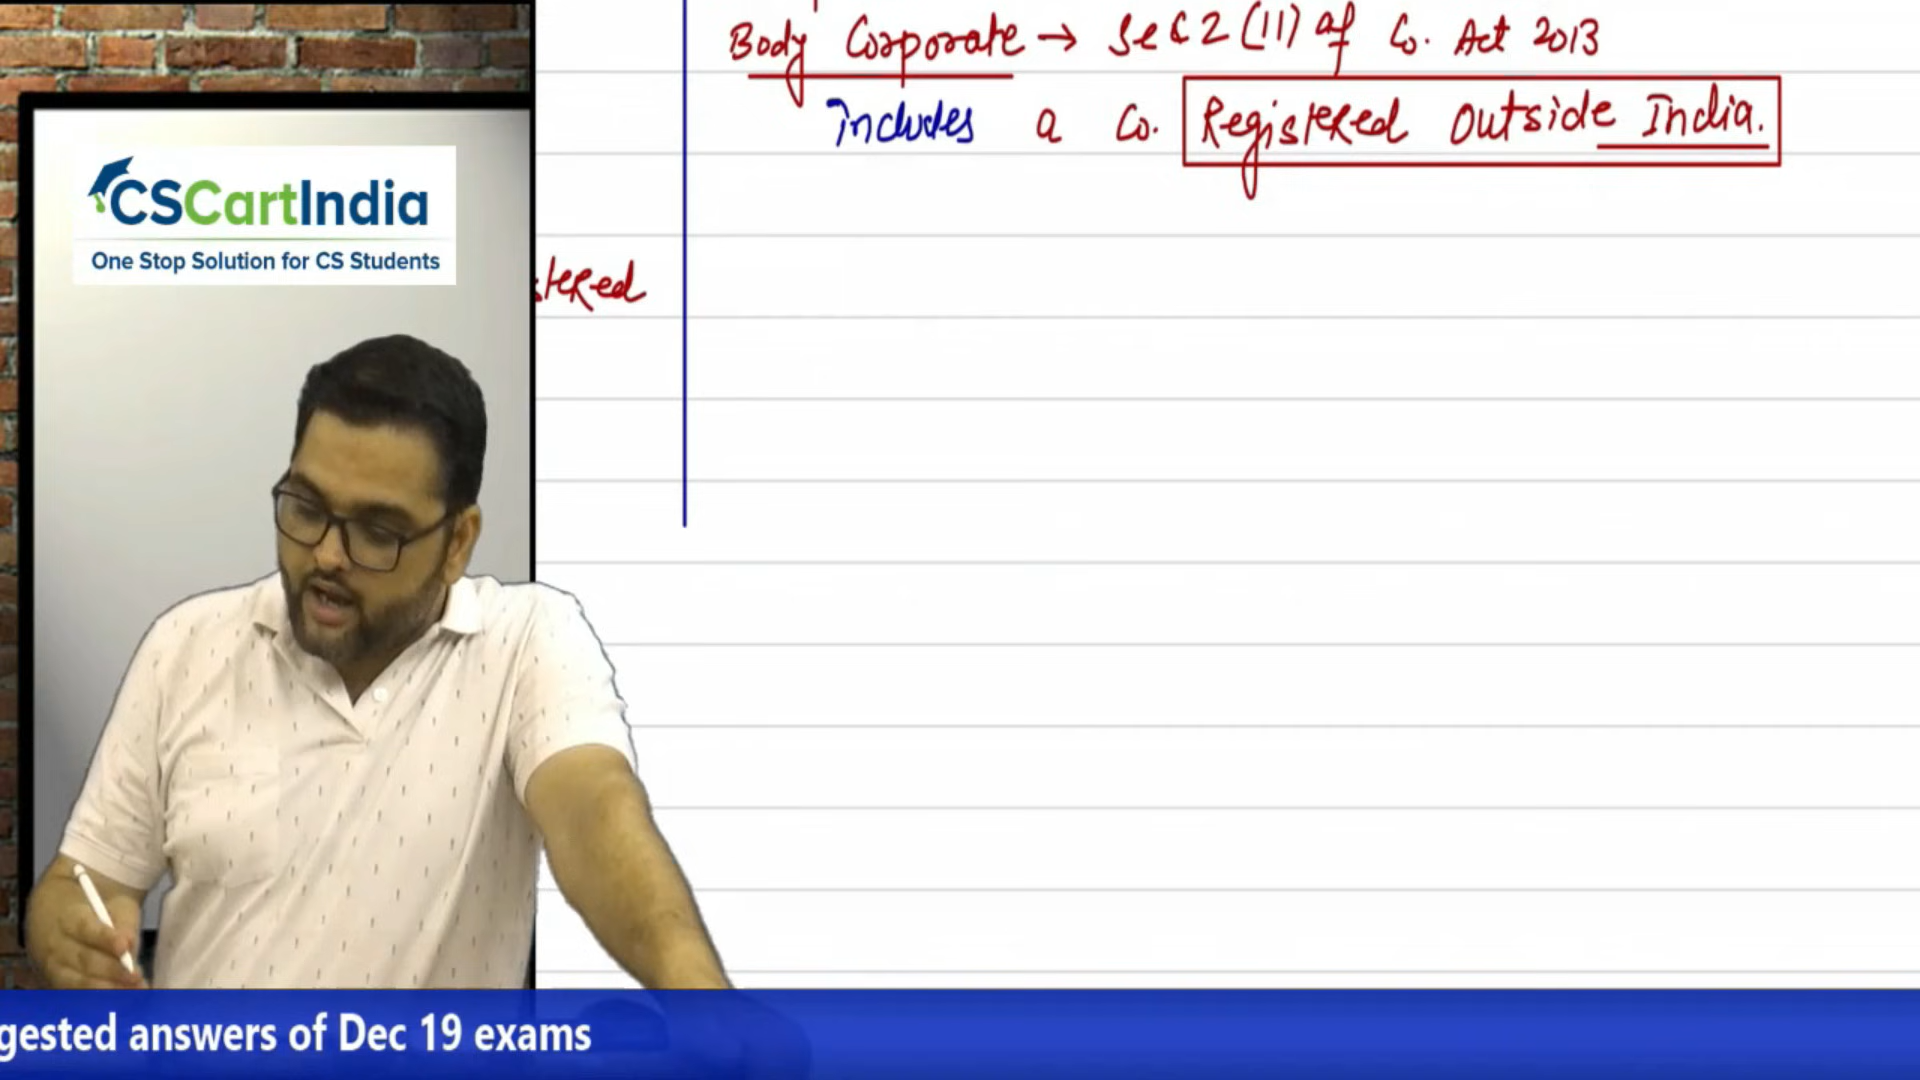 Body Corporate → Sec 2 (11) of Co. Act 2013
Includes a Co. Registered Outside India.
CSCartIndia
One Stop Solution for CS Students
stered
gested answers of Dec 19 exams